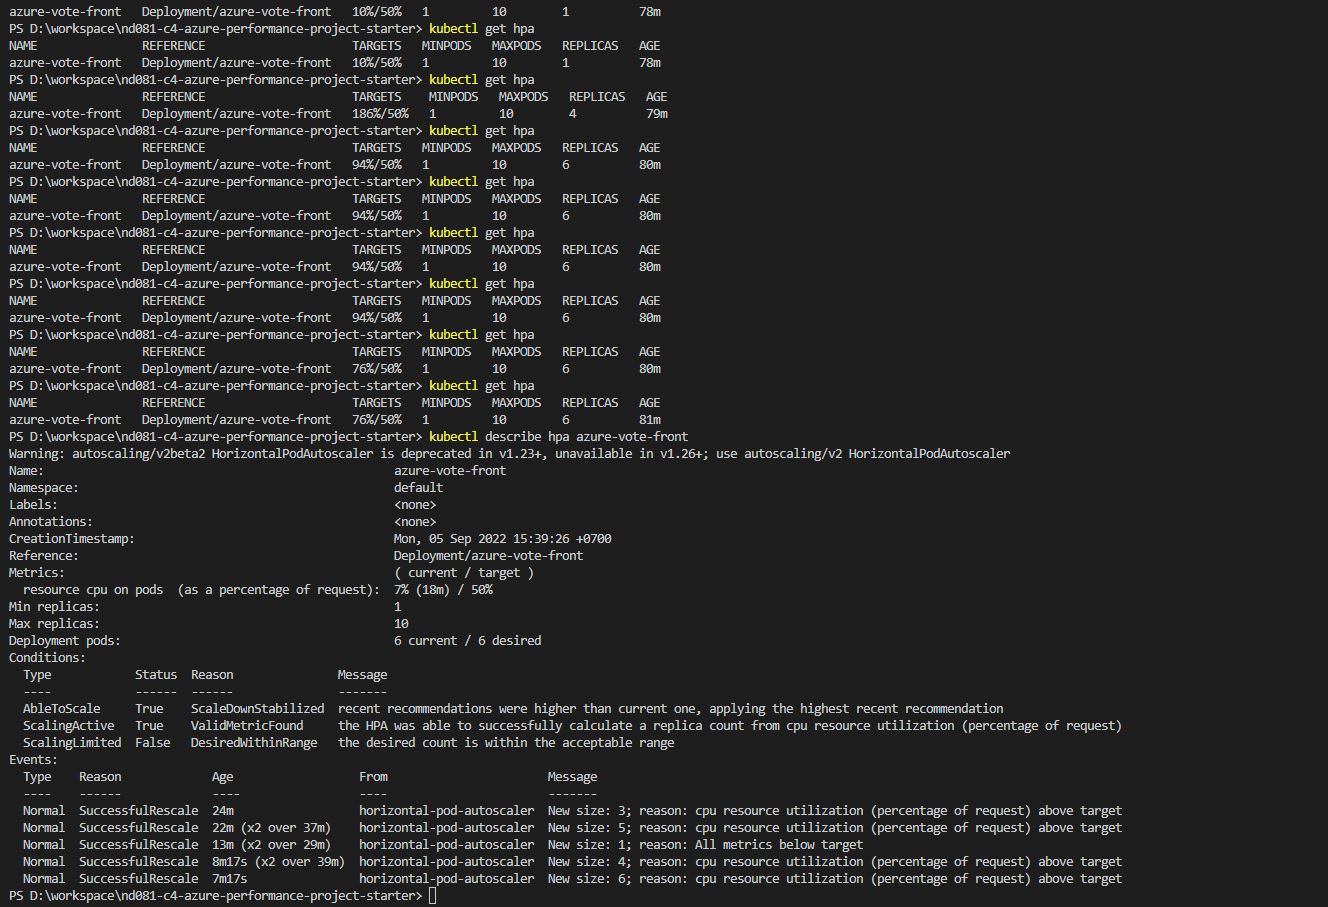 azure-vote-front   Deployment/azure-vote-front   10%/50%   1         10        1          78m
PS D:\workspace\nd081-c4-azure-performance-project-starter> kubectl get hpa
NAME               REFERENCE                     TARGETS   MINPODS   MAXPODS   REPLICAS   AGE
azure-vote-front   Deployment/azure-vote-front   10%/50%   1         10        1          78m
PS D:\workspace\nd081-c4-azure-performance-project-starter> kubectl get hpa
NAME               REFERENCE                     TARGETS    MINPODS   MAXPODS   REPLICAS   AGE
azure-vote-front   Deployment/azure-vote-front   186%/50%   1         10        4          79m
PS D:\workspace\nd081-c4-azure-performance-project-starter> kubectl get hpa
NAME               REFERENCE                     TARGETS   MINPODS   MAXPODS   REPLICAS   AGE
azure-vote-front   Deployment/azure-vote-front   94%/50%   1         10        6          80m
PS D:\workspace\nd081-c4-azure-performance-project-starter> kubectl get hpa
NAME               REFERENCE                     TARGETS   MINPODS   MAXPODS   REPLICAS   AGE
azure-vote-front   Deployment/azure-vote-front   94%/50%   1         10        6          80m
PS D:\workspace\nd081-c4-azure-performance-project-starter> kubectl get hpa
NAME               REFERENCE                     TARGETS   MINPODS   MAXPODS   REPLICAS   AGE
azure-vote-front   Deployment/azure-vote-front   94%/50%   1         10        6          80m
PS D:\workspace\nd081-c4-azure-performance-project-starter> kubectl get hpa
NAME               REFERENCE                     TARGETS   MINPODS   MAXPODS   REPLICAS   AGE
azure-vote-front   Deployment/azure-vote-front   94%/50%   1         10        6          80m
PS D:\workspace\nd081-c4-azure-performance-project-starter> kubectl get hpa
NAME               REFERENCE                     TARGETS   MINPODS   MAXPODS   REPLICAS   AGE
azure-vote-front   Deployment/azure-vote-front   76%/50%   1         10        6          80m
PS D:\workspace\nd081-c4-azure-performance-project-starter> kubectl get hpa
NAME               REFERENCE                     TARGETS   MINPODS   MAXPODS   REPLICAS   AGE
azure-vote-front   Deployment/azure-vote-front   76%/50%   1         10        6          81m
PS D:\workspace\nd081-c4-azure-performance-project-starter> kubectl describe hpa azure-vote-front
Warning: autoscaling/v2beta2 HorizontalPodAutoscaler is deprecated in v1.23+, unavailable in v1.26+; use autoscaling/v2 HorizontalPodAutoscaler
Name:                                                  azure-vote-front
Namespace:                                             default
Labels:                                                <none>
Annotations:                                           <none>
CreationTimestamp:                                     Mon, 05 Sep 2022 15:39:26 +0700
Reference:                                             Deployment/azure-vote-front
Metrics:                                               ( current / target )
  resource cpu on pods  (as a percentage of request):  7% (18m) / 50%
Min replicas:                                          1
Max replicas:                                          10
Deployment pods:                                       6 current / 6 desired
Conditions:
  Type            Status  Reason              Message
  ----            ------  ------              -------
  AbleToScale     True    ScaleDownStabilized  recent recommendations were higher than current one, applying the highest recent recommendation
  ScalingActive   True    ValidMetricFound    the HPA was able to successfully calculate a replica count from cpu resource utilization (percentage of request)
  ScalingLimited  False   DesiredWithinRange  the desired count is within the acceptable range
Events:
  Type    Reason             Age                  From                       Message
  ----    ------             ----                 ----                       -------
  Normal  SuccessfulRescale  24m                  horizontal-pod-autoscaler  New size: 3; reason: cpu resource utilization (percentage of request) above target
  Normal  SuccessfulRescale  22m (x2 over 37m)    horizontal-pod-autoscaler  New size: 5; reason: cpu resource utilization (percentage of request) above target
  Normal  SuccessfulRescale  13m (x2 over 29m)    horizontal-pod-autoscaler  New size: 1; reason: All metrics below target
  Normal  SuccessfulRescale  8m17s (x2 over 39m)  horizontal-pod-autoscaler  New size: 4; reason: cpu resource utilization (percentage of request) above target
  Normal  SuccessfulRescale  7m17s                horizontal-pod-autoscaler  New size: 6; reason: cpu resource utilization (percentage of request) above target
PS D:\workspace\nd081-c4-azure-performance-project-starter>